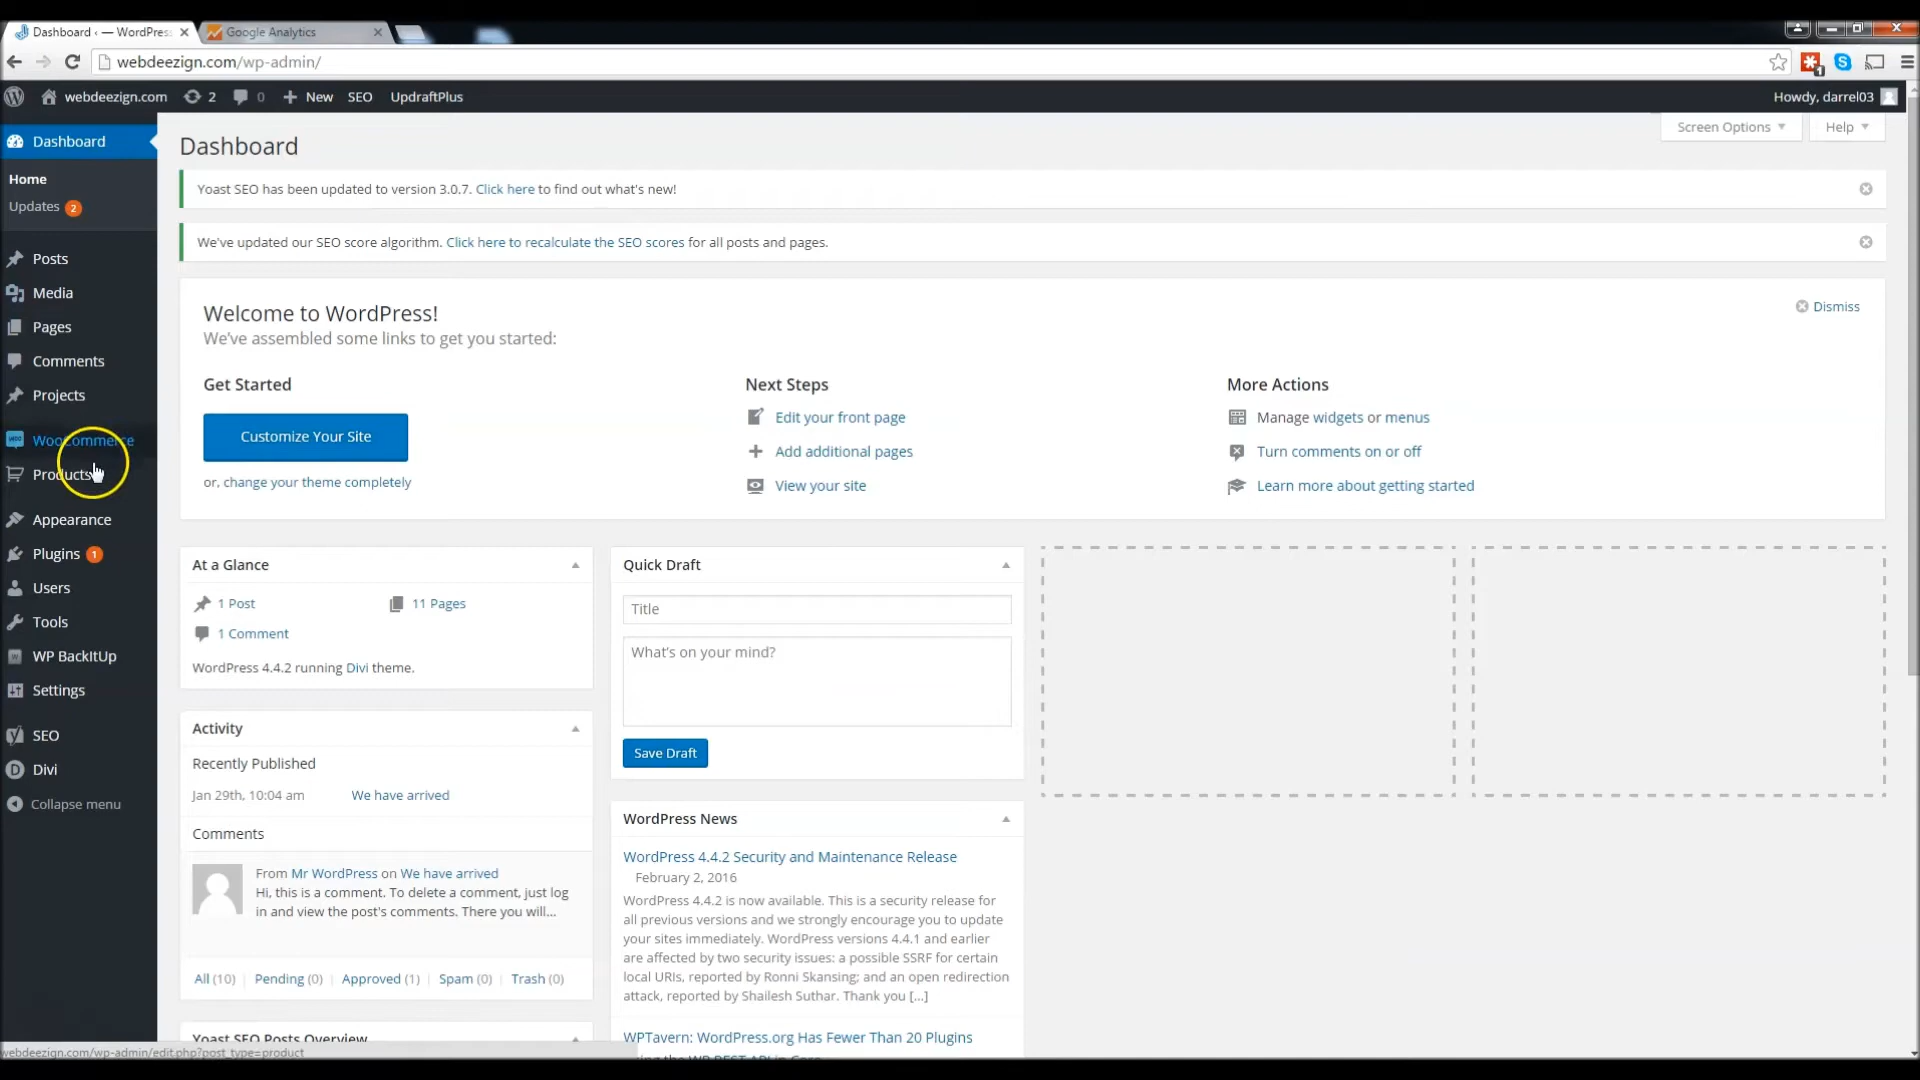 Dashboard ‹ — WordPress
Google Analytics
webdeezign.com/wp-admin/
1
webdeezign.com
2
0
New
SEO
UpdraftPlus
Howdy, darrel03
Dashboard
Home
Updates 2
Posts
Media
Pages
Comments
Projects
WooCommerce
Products
Appearance
Plugins 1
Users
Tools
WP BackItUp
Settings
SEO
Divi
Collapse menu
Screen Options
Help
Dashboard
Yoast SEO has been updated to version 3.0.7. Click here to find out what's new!
We've updated our SEO score algorithm. Click here to recalculate the SEO scores for all posts and pages.
Welcome to WordPress!
We've assembled some links to get you started:
Dismiss
Get Started
Customize Your Site
or, change your theme completely
Next Steps
Edit your front page
Add additional pages
View your site
More Actions
Manage widgets or menus
Turn comments on or off
Learn more about getting started
At a Glance
1 Post
11 Pages
1 Comment
WordPress 4.4.2 running Divi theme.
Activity
Recently Published
Jan 29th, 10:04 am We have arrived
Comments
From Mr WordPress on We have arrived
Hi, this is a comment. To delete a comment, just log
in and view the post's comments. There you will...
All (10) | Pending (0) | Approved (1) | Spam (0) | Trash (0)
Yoast SEO Posts Overview
Quick Draft
Title
What's on your mind?
Save Draft
WordPress News
WordPress 4.4.2 Security and Maintenance Release
February 2, 2016
WordPress 4.4.2 is now available. This is a security release for
all previous versions and we strongly encourage you to update
your sites immediately. WordPress versions 4.4.1 and earlier
are affected by two security issues: a possible SSRF for certain
local URIs, reported by Ronni Skansing; and an open redirection
attack, reported by Shailesh Suthar. Thank you [...]
WPTavern: WordPress.org Has Fewer Than 20 Plugins
webdeezign.com/wp-admin/edit.php?post_type=product